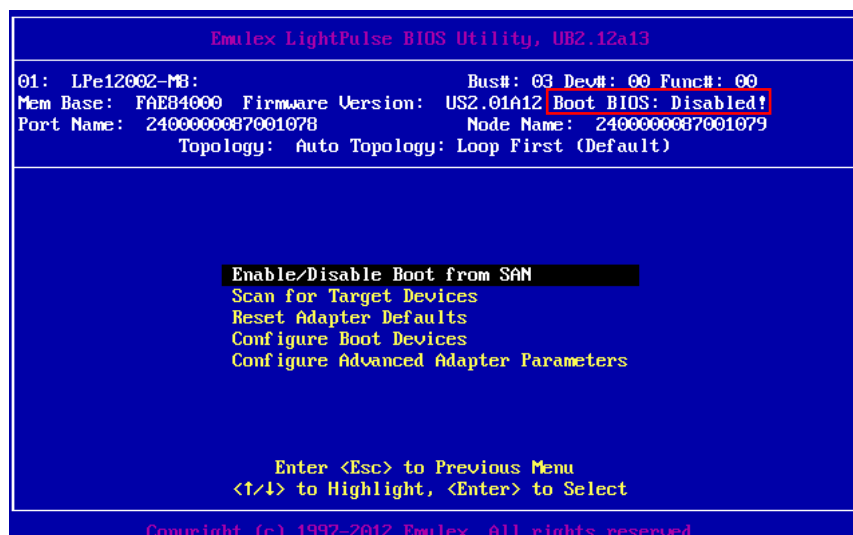 Emulex LightPulse BIOS Utility, UB2.12a13
01: LPe12002-M8: Bus#: 03 Dev#: 00 Func#: 00
Mem Base: FAE84000 Firmware Version: US2.01A12 Boot BIOS: Disabled!
Port Name: 2400000087001078 Node Name: 2400000087001079
Topology: Auto Topology: Loop First (Default)
Enable/Disable Boot from SAN
Scan for Target Devices
Reset Adapter Defaults
Configure Boot Devices
Configure Advanced Adapter Parameters
Enter <Esc> to Previous Menu
<↑/↓> to Highlight, <Enter> to Select
Copyright (c) 1997-2012 Emulex. All rights reserved